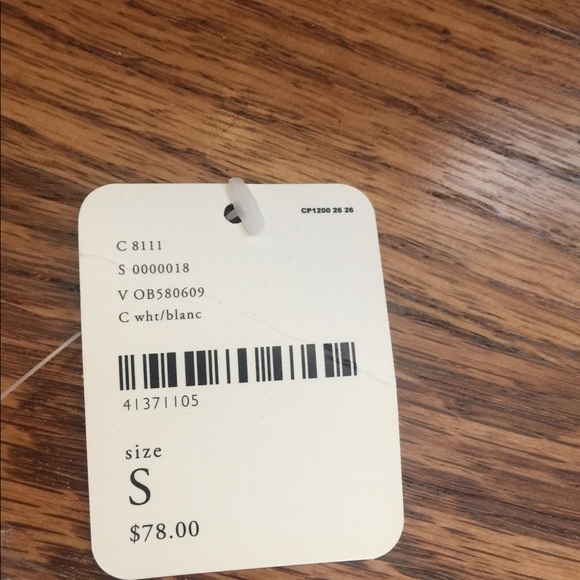 CP1200 26 26
C 8111
S 0000018
V OB580609
C wht/blanc
41371105
size
S
$78.00